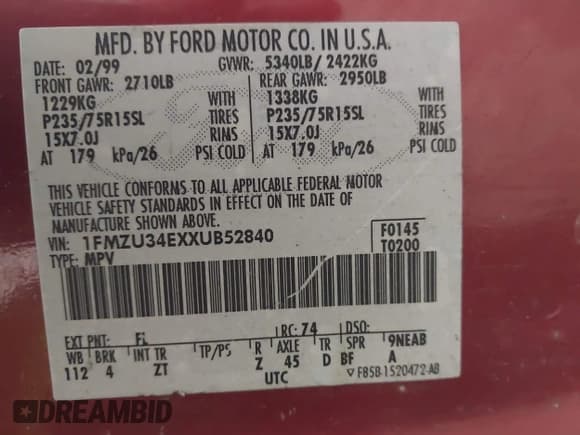 MFD. BY FORD MOTOR CO. IN U.S.A.
DATE: 02/99 GVWR: 5340LB/ 2422KG
FRONT GAWR: 2710LB REAR GAWR: 2950LB
1229KG WITH 1338KG WITH
P235/75R15SL TIRES P235/75R15SL TIRES
15X7.0J RIMS 15X7.0J RIMS
AT 179 kPa/26 PSI COLD AT 179 kPa/26 PSI COLD
THIS VEHICLE CONFORMS TO ALL APPLICABLE FEDERAL MOTOR
VEHICLE SAFETY STANDARDS IN EFFECT ON THE DATE OF
MANUFACTURE SHOWN ABOVE.
VIN: 1FMZU34EXXUB52840 F0145
TYPE: MPV T0200
EXT PNT: FL RC: 74 DSO:
WB BRK INT TR TP/PS R AXLE TR SPR 9NEAB
112 4 ZT Z 45 D BF A
UTC ▽ F85B-1520472-AB
DREAMBID